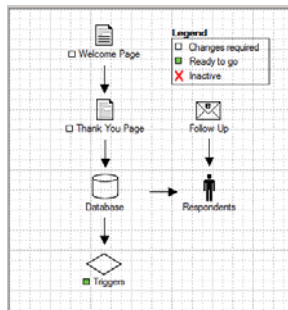 Legend
Changes required
Ready to go
Inactive
Welcome Page
Thank You Page
Follow Up
Database
Respondents
Triggers